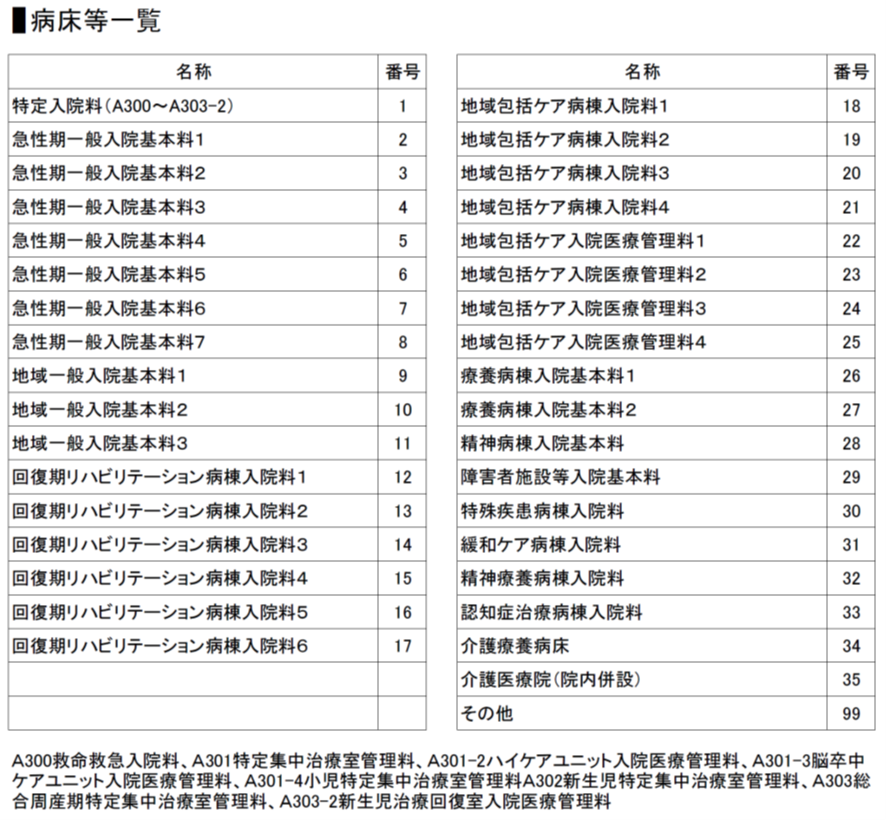 病床等一覧
名称 番号
特定入院料(A300~A303-2) 1
急性期一般入院基本料1 2
急性期一般入院基本料2 3
急性期一般入院基本料3 4
急性期一般入院基本料4 5
急性期一般入院基本料5 6
急性期一般入院基本料6 7
急性期一般入院基本料7 8
地域一般入院基本料1 9
地域一般入院基本料2 10
地域一般入院基本料3 11
回復期リハビリテーション病棟入院料1 12
回復期リハビリテーション病棟入院料2 13
回復期リハビリテーション病棟入院料3 14
回復期リハビリテーション病棟入院料4 15
回復期リハビリテーション病棟入院料5 16
回復期リハビリテーション病棟入院料6 17
名称 番号
地域包括ケア病棟入院料1 18
地域包括ケア病棟入院料2 19
地域包括ケア病棟入院料3 20
地域包括ケア病棟入院料4 21
地域包括ケア入院医療管理料1 22
地域包括ケア入院医療管理料2 23
地域包括ケア入院医療管理料3 24
地域包括ケア入院医療管理料4 25
療養病棟入院基本料1 26
療養病棟入院基本料2 27
精神病棟入院基本料 28
障害者施設等入院基本料 29
特殊疾患病棟入院料 30
緩和ケア病棟入院料 31
精神療養病棟入院料 32
認知症治療病棟入院料 33
介護療養病床 34
介護医療院(院内併設) 35
その他 99
A300救命救急入院料、A301特定集中治療室管理料、A301-2ハイケアユニット入院医療管理料、A301-3脳卒中
ケアユニット入院医療管理料、A301-4小児特定集中治療室管理料A302新生児特定集中治療室管理料、A303総
合周産期特定集中治療室管理料、A303-2新生児治療回復室入院医療管理料